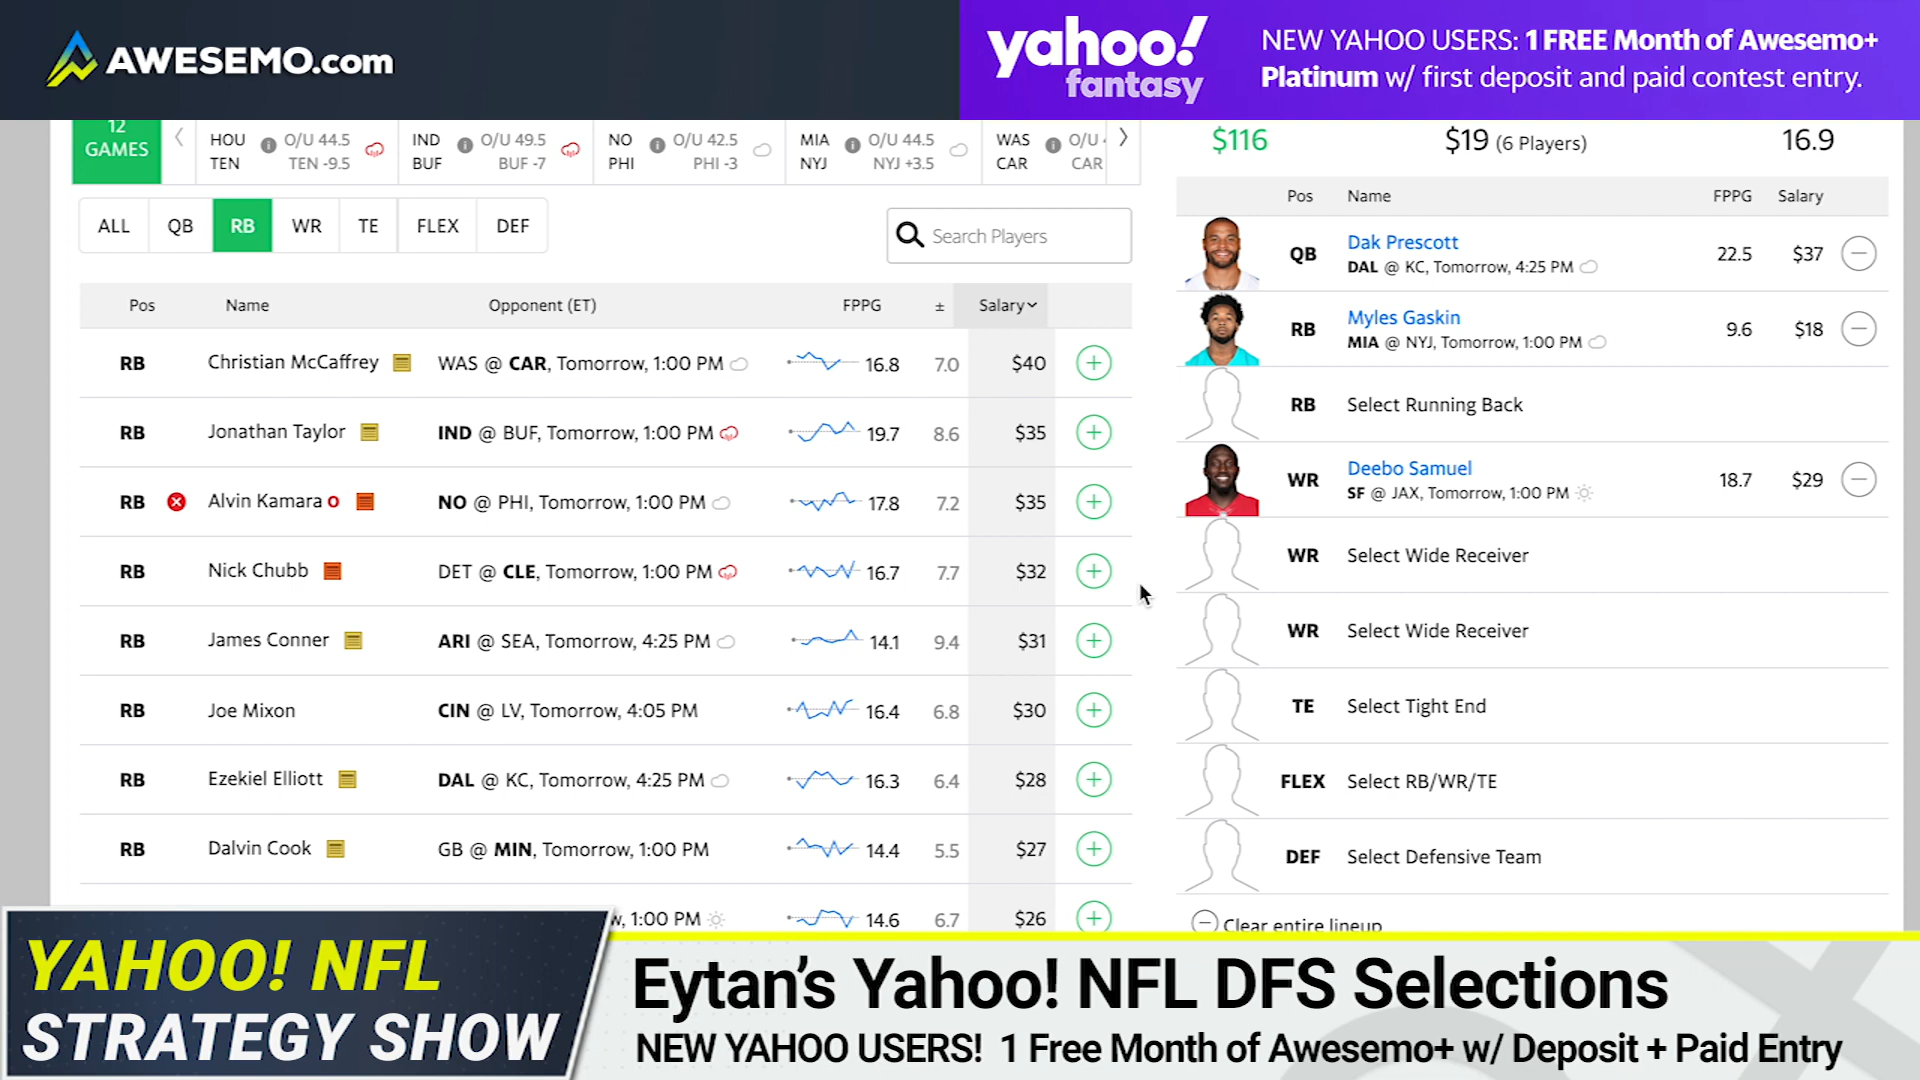 AWESEMO.com
yahoo! fantasy
NEW YAHOO USERS: 1 FREE Month of Awesemo+
Platinum w/ first deposit and paid contest entry.
12 GAMES
HOU O/U 44.5
TEN TEN -9.5
IND O/U 49.5
BUF BUF -7
NO O/U 42.5
PHI PHI -3
MIA O/U 44.5
NYJ NYJ +3.5
WAS O/U
CAR CAR
$116 $19 (6 Players) 16.9
ALL QB RB WR TE FLEX DEF
Search Players
Pos Name Opponent (ET) FPPG ± Salary
RB Christian McCaffrey WAS @ CAR, Tomorrow, 1:00 PM 16.8 7.0 $40
RB Jonathan Taylor IND @ BUF, Tomorrow, 1:00 PM 19.7 8.6 $35
RB Alvin Kamara O NO @ PHI, Tomorrow, 1:00 PM 17.8 7.2 $35
RB Nick Chubb DET @ CLE, Tomorrow, 1:00 PM 16.7 7.7 $32
RB James Conner ARI @ SEA, Tomorrow, 4:25 PM 14.1 9.4 $31
RB Joe Mixon CIN @ LV, Tomorrow, 4:05 PM 16.4 6.8 $30
RB Ezekiel Elliott DAL @ KC, Tomorrow, 4:25 PM 16.3 6.4 $28
RB Dalvin Cook GB @ MIN, Tomorrow, 1:00 PM 14.4 5.5 $27
1:00 PM 14.6 6.7 $26
Pos Name FPPG Salary
QB Dak Prescott 22.5 $37
DAL @ KC, Tomorrow, 4:25 PM
RB Myles Gaskin 9.6 $18
MIA @ NYJ, Tomorrow, 1:00 PM
RB Select Running Back
WR Deebo Samuel 18.7 $29
SF @ JAX, Tomorrow, 1:00 PM
WR Select Wide Receiver
WR Select Wide Receiver
TE Select Tight End
FLEX Select RB/WR/TE
DEF Select Defensive Team
Clear entire lineup
YAHOO! NFL
STRATEGY SHOW
Eytan's Yahoo! NFL DFS Selections
NEW YAHOO USERS! 1 Free Month of Awesemo+ w/ Deposit + Paid Entry